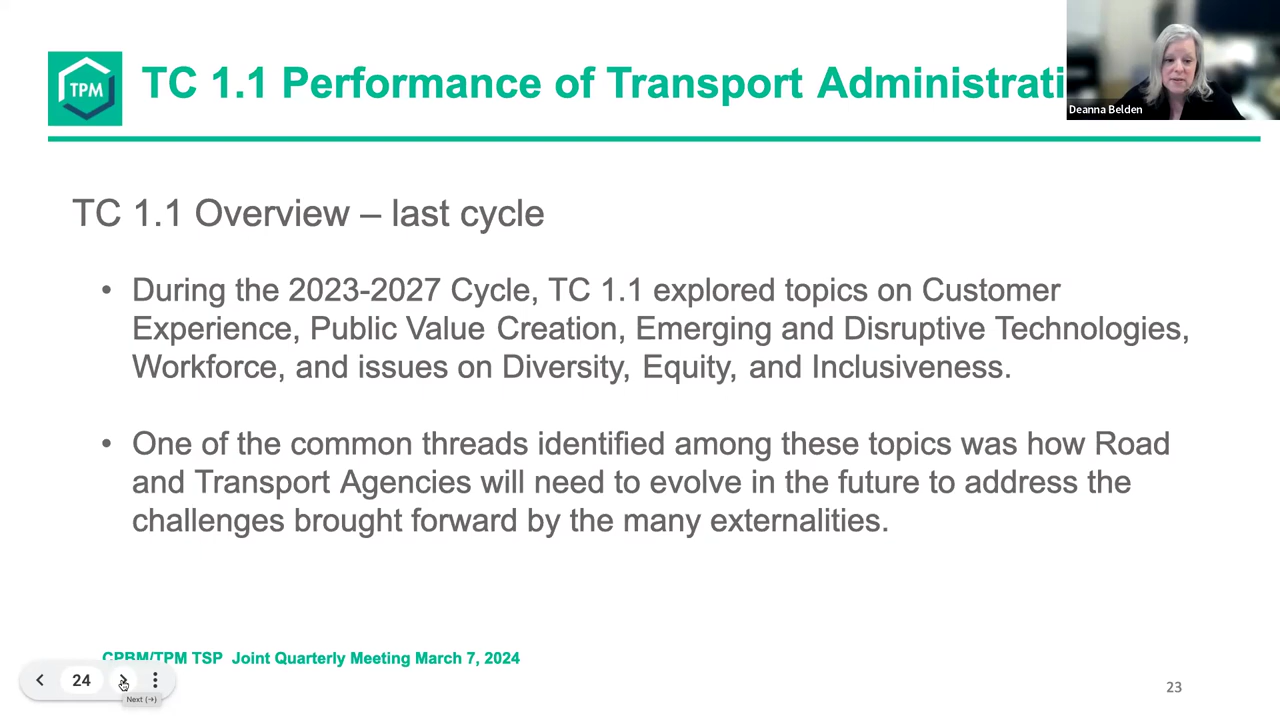 TPM
TC 1.1 Performance of Transport Administrati
Deanna Belden
TC 1.1 Overview – last cycle
• During the 2023-2027 Cycle, TC 1.1 explored topics on Customer
Experience, Public Value Creation, Emerging and Disruptive Technologies,
Workforce, and issues on Diversity, Equity, and Inclusiveness.
• One of the common threads identified among these topics was how Road
and Transport Agencies will need to evolve in the future to address the
challenges brought forward by the many externalities.
CPBM/TPM TSP Joint Quarterly Meeting March 7, 2024
24
Next (→)
23